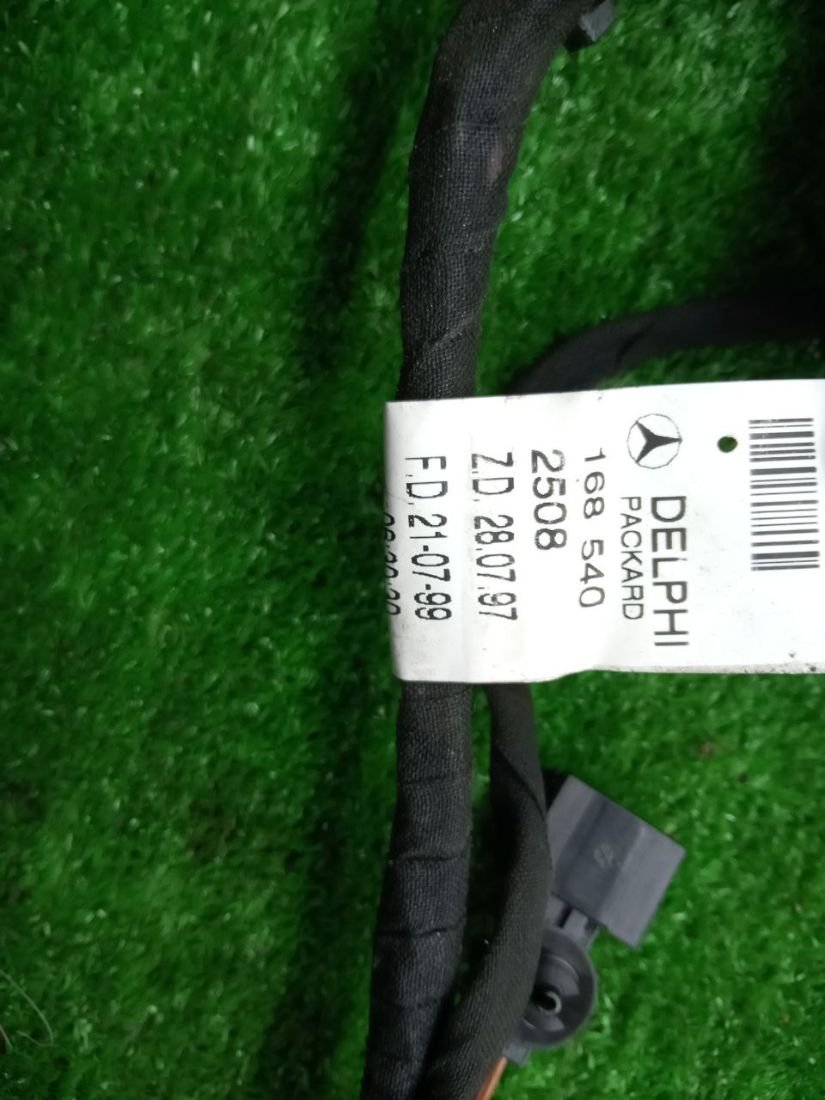 DELPHI
PACKARD
168 540
2508
Z.D. 28.07.97
F.D. 21-07-99